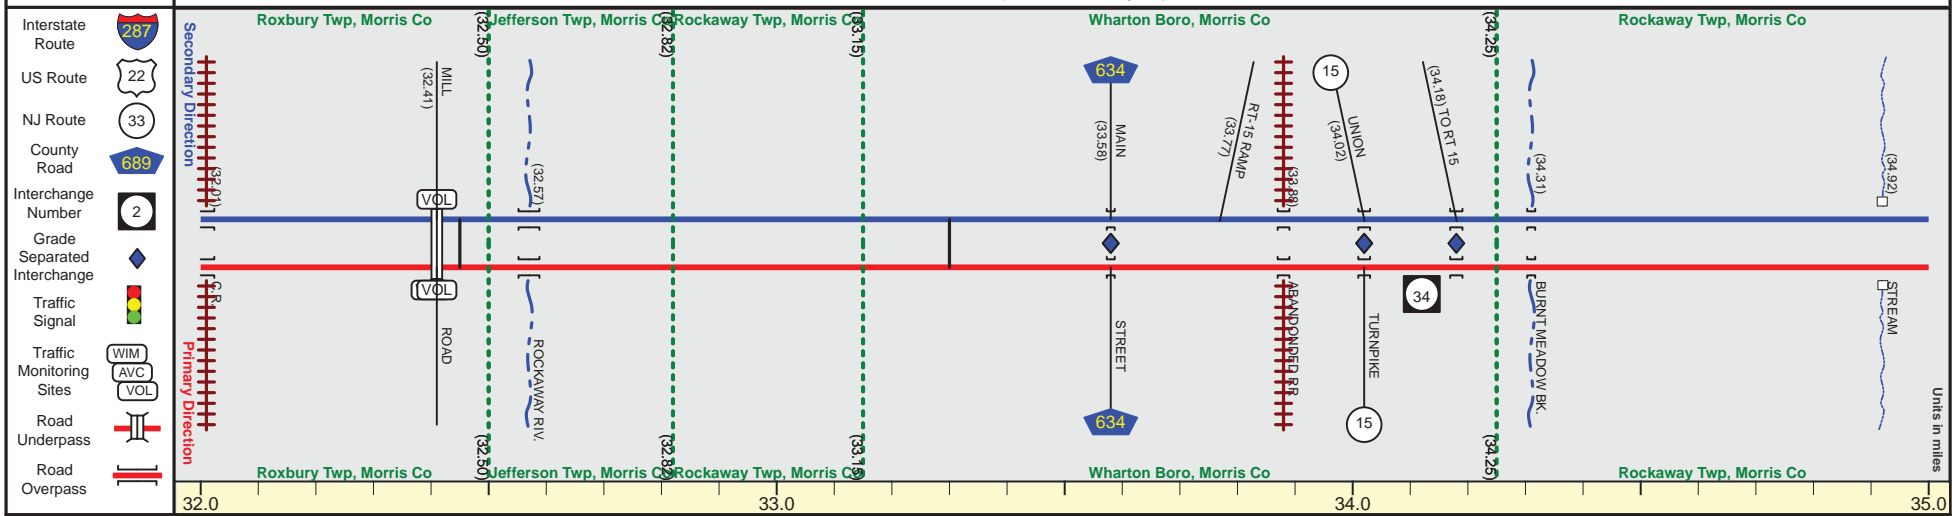 Interstate
Route
287
US Route
22
NJ Route
33
County
Road
689
Interchange
Number
2
Grade
Separated
Interchange
Traffic
Signal
Traffic
Monitoring
Sites
WIM
AVC
VOL
Road
Underpass
Road
Overpass
Secondary Direction
Primary Direction
Roxbury Twp, Morris Co
(32.50)
Jefferson Twp, Morris Co
(32.82)
Rockaway Twp, Morris Co
(33.15)
Wharton Boro, Morris Co
(34.25)
Rockaway Twp, Morris Co
(32.01)
C.R.
MILL
(32.41)
VOL
VOL
ROAD
(32.57)
ROCKAWAY RIV.
634
MAIN
(33.58)
STREET
634
RT-15 RAMP
(33.77)
(33.88)
ABANDONDED RR
15
UNION
(34.02)
TURNPIKE
15
(34.18) TO RT 15
34
(34.31)
BURNT MEADOW BK.
(34.92)
STREAM
Units in miles
Roxbury Twp, Morris Co
(32.50)
Jefferson Twp, Morris Co
(32.82)
Rockaway Twp, Morris Co
(33.15)
Wharton Boro, Morris Co
(34.25)
Rockaway Twp, Morris Co
32.0
33.0
34.0
35.0